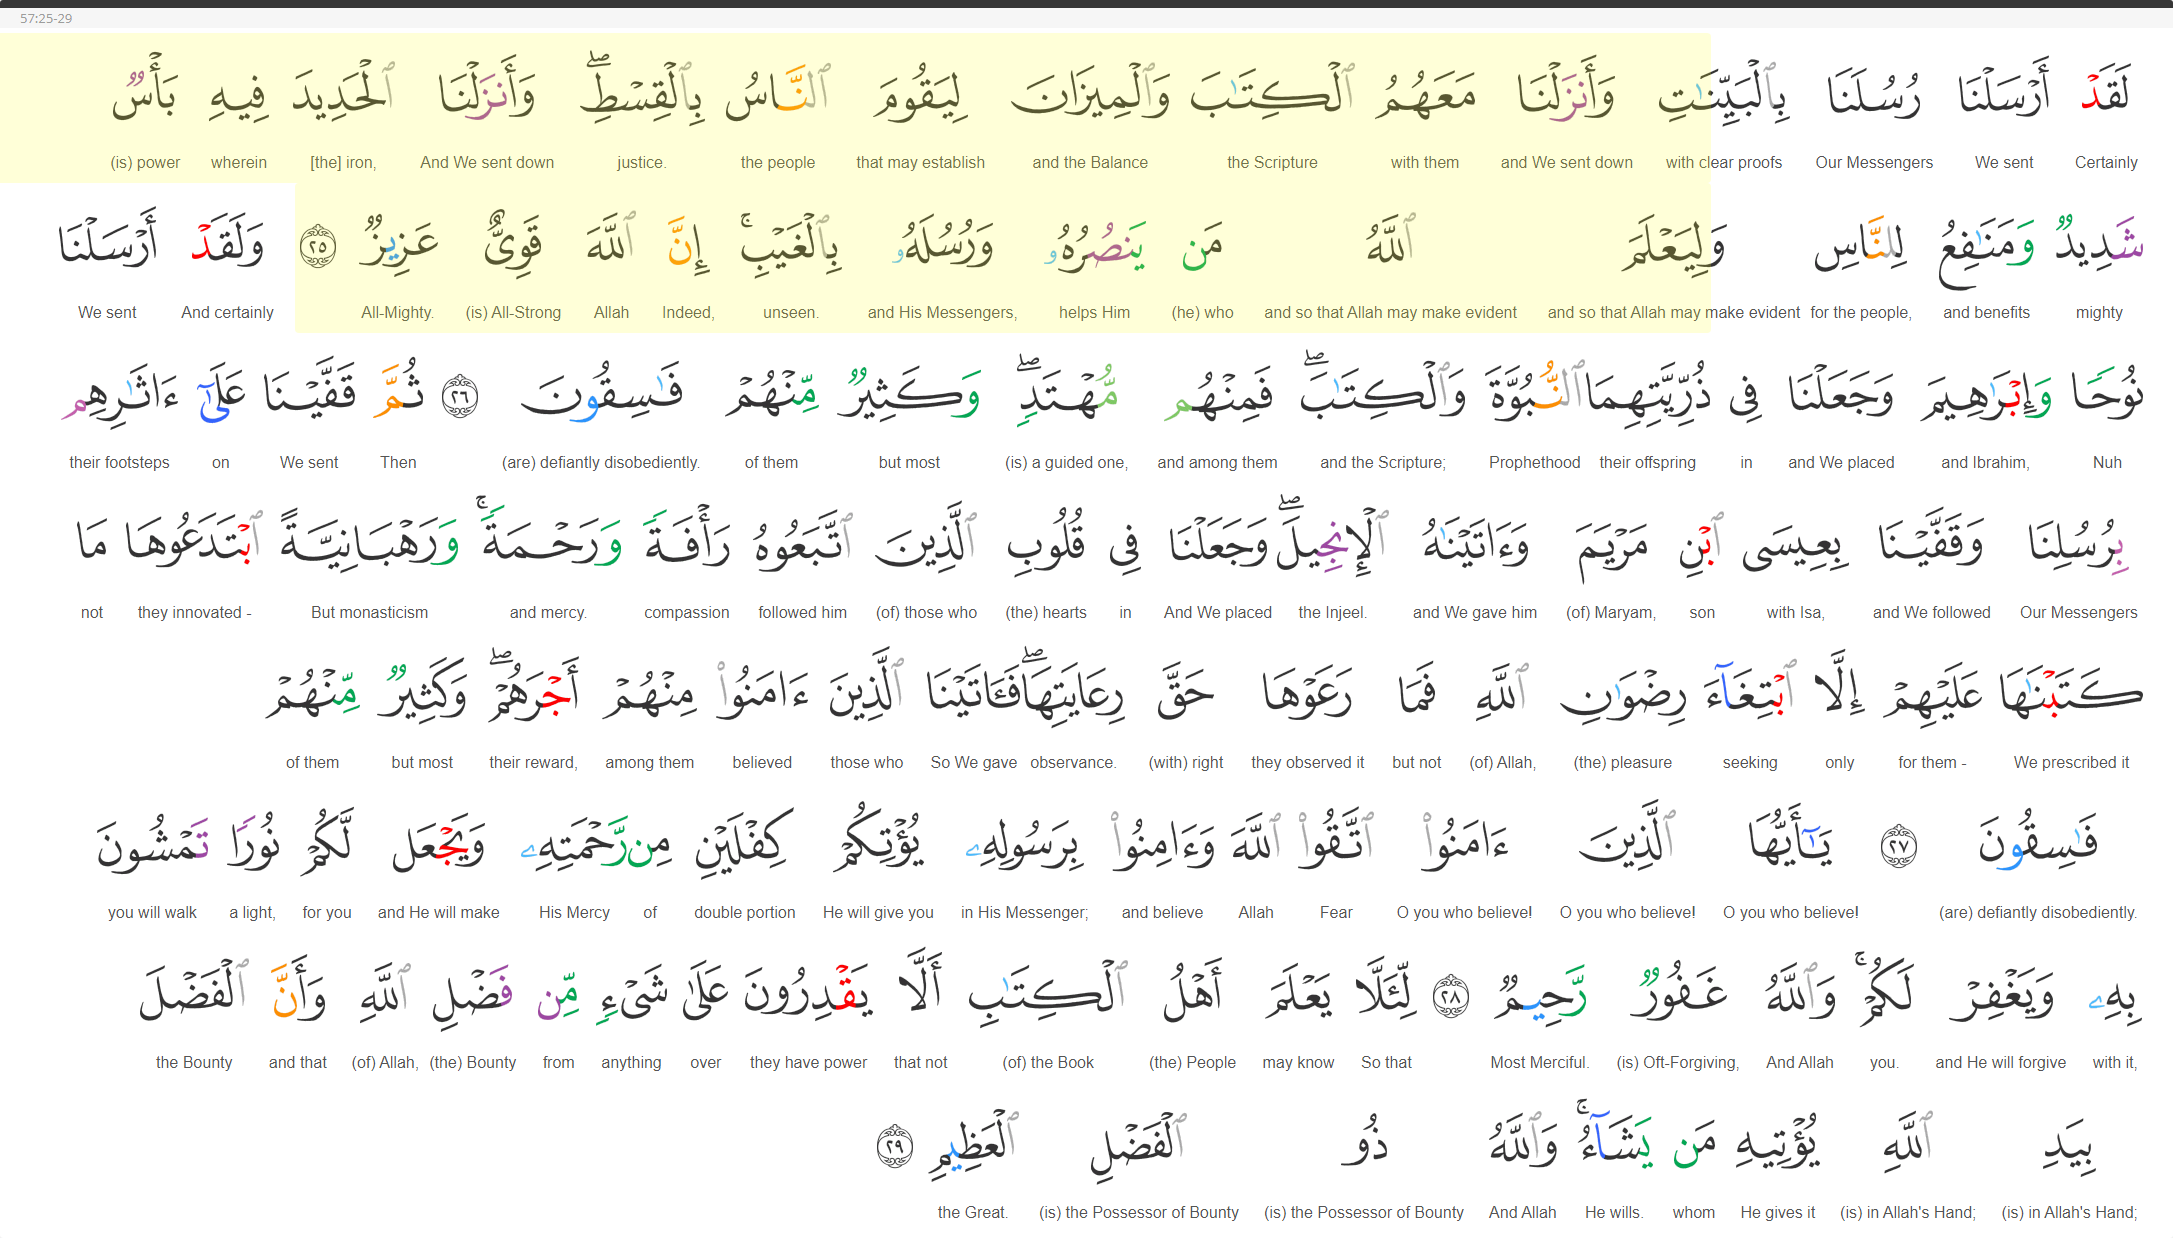 57:25-29
لَقَدْ أَرْسَلْنَا رُسُلَنَا بِٱلْبَيِّنَـٰتِ وَأَنزَلْنَا مَعَهُمُ ٱلْكِتَـٰبَ وَٱلْمِيزَانَ لِيَقُومَ ٱلنَّاسُ بِٱلْقِسْطِ ۖ وَأَنزَلْنَا ٱلْحَدِيدَ فِيهِ بَأْسٌ
Certainly We sent Our Messengers with clear proofs and We sent down with them the Scripture and the Balance that may establish the people justice. And We sent down [the] iron, wherein (is) power
شَدِيدٌ وَمَنَـٰفِعُ لِلنَّاسِ وَلِيَعْلَمَ ٱللَّهُ مَن يَنصُرُهُۥ وَرُسُلَهُۥ بِٱلْغَيْبِ ۚ إِنَّ ٱللَّهَ قَوِىٌّ عَزِيزٌ ٢٥ وَلَقَدْ أَرْسَلْنَا
mighty and benefits for the people, and so that Allah may make evident and so that Allah may make evident (he) who helps Him and His Messengers, unseen. Indeed, Allah (is) All-Strong All-Mighty. And certainly We sent
نُوحًا وَإِبْرَٰهِيمَ وَجَعَلْنَا فِى ذُرِّيَّتِهِمَا ٱلنُّبُوَّةَ وَٱلْكِتَـٰبَ ۖ فَمِنْهُم مُّهْتَدٍ ۖ وَكَثِيرٌ مِّنْهُمْ فَـٰسِقُونَ ٢٦ ثُمَّ قَفَّيْنَا عَلَىٰٓ ءَاثَـٰرِهِم
Nuh and Ibrahim, and We placed in their offspring Prophethood and the Scripture; and among them (is) a guided one, but most of them (are) defiantly disobediently. Then We sent on their footsteps
بِرُسُلِنَا وَقَفَّيْنَا بِعِيسَى ٱبْنِ مَرْيَمَ وَءَاتَيْنَـٰهُ ٱلْإِنجِيلَ ۖ وَجَعَلْنَا فِى قُلُوبِ ٱلَّذِينَ ٱتَّبَعُوهُ رَأْفَةً وَرَحْمَةً ۚ وَرَهْبَانِيَّةً ٱبْتَدَعُوهَا مَا
Our Messengers and We followed with Isa, son (of) Maryam, and We gave him the Injeel. And We placed in (the) hearts (of) those who followed him compassion and mercy. But monasticism they innovated - not
كَتَبْنَـٰهَا عَلَيْهِمْ إِلَّا ٱبْتِغَآءَ رِضْوَٰنِ ٱللَّهِ فَمَا رَعَوْهَا حَقَّ رِعَايَتِهَا ۖ فَـَٔاتَيْنَا ٱلَّذِينَ ءَامَنُوا۟ مِنْهُمْ أَجْرَهُمْ ۖ وَكَثِيرٌ مِّنْهُمْ
We prescribed it for them - only seeking (the) pleasure (of) Allah, but not they observed it (with) right observance. So We gave those who believed among them their reward, but most of them
فَـٰسِقُونَ ٢٧ يَـٰٓأَيُّهَا ٱلَّذِينَ ءَامَنُوا۟ ٱتَّقُوا۟ ٱللَّهَ وَءَامِنُوا۟ بِرَسُولِهِۦ يُؤْتِكُمْ كِفْلَيْنِ مِن رَّحْمَتِهِۦ وَيَجْعَل لَّكُمْ نُورًا تَمْشُونَ
(are) defiantly disobediently. O you who believe! O you who believe! O you who believe! Fear Allah and believe in His Messenger; He will give you double portion of His Mercy and He will make for you a light, you will walk
بِهِۦ وَيَغْفِرْ لَكُمْ ۚ وَٱللَّهُ غَفُورٌ رَّحِيمٌ ٢٨ لِّئَلَّا يَعْلَمَ أَهْلُ ٱلْكِتَـٰبِ أَلَّا يَقْدِرُونَ عَلَىٰ شَىْءٍ مِّن فَضْلِ ٱللَّهِ وَأَنَّ ٱلْفَضْلَ
with it, and He will forgive you. And Allah (is) Oft-Forgiving, Most Merciful. So that may know (the) People (of) the Book that not they have power over anything from (the) Bounty (of) Allah, and that the Bounty
بِيَدِ ٱللَّهِ يُؤْتِيهِ مَن يَشَآءُ ۚ وَٱللَّهُ ذُو ٱلْفَضْلِ ٱلْعَظِيمِ ٢٩
(is) in Allah's Hand; (is) in Allah's Hand; He gives it whom He wills. And Allah (is) the Possessor of Bounty (is) the Possessor of Bounty the Great.